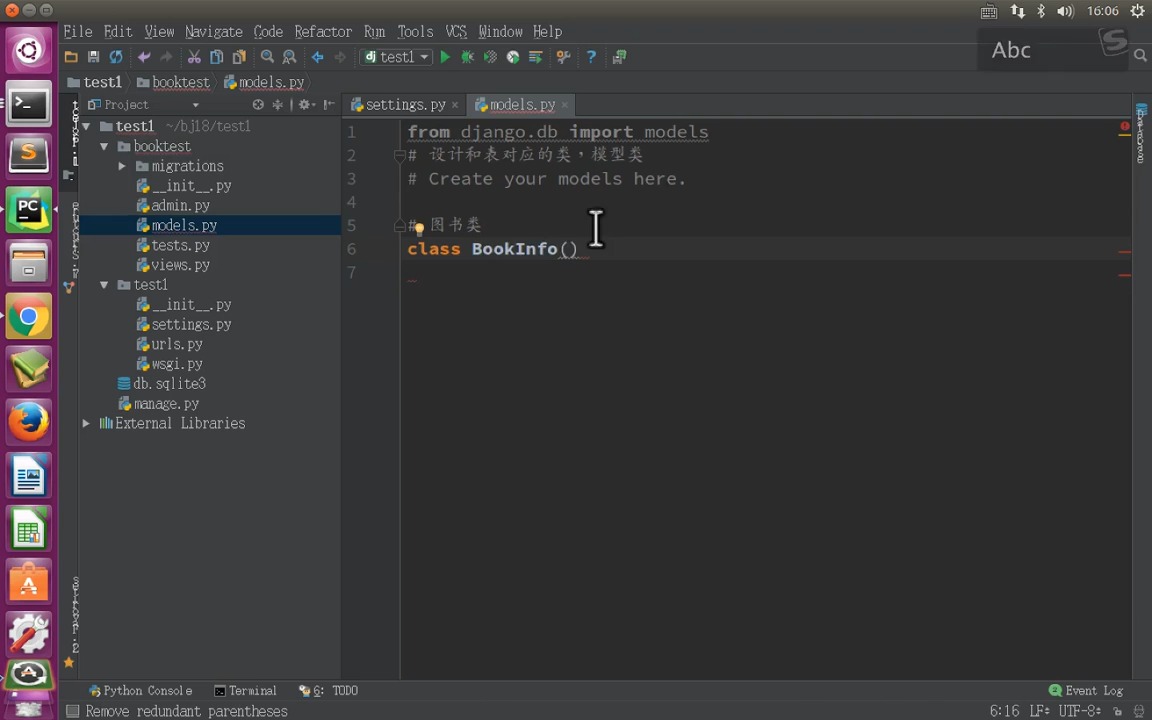 16:06
File Edit View Navigate Code Refactor Run Tools VCS Window Help
Abc
test1
test1 booktest models.py
Project
settings.py models.py
test1 ~/bj18/test1
booktest
migrations
__init__.py
admin.py
models.py
tests.py
views.py
test1
__init__.py
settings.py
urls.py
wsgi.py
db.sqlite3
manage.py
External Libraries
1 from django.db import models
2 # 设计和表对应的类，模型类
3 # Create your models here.
4
5 # 图书类
6 class BookInfo()
7
Python Console Terminal 6: TODO Event Log
Remove redundant parentheses 6:16 LF÷ UTF-8÷